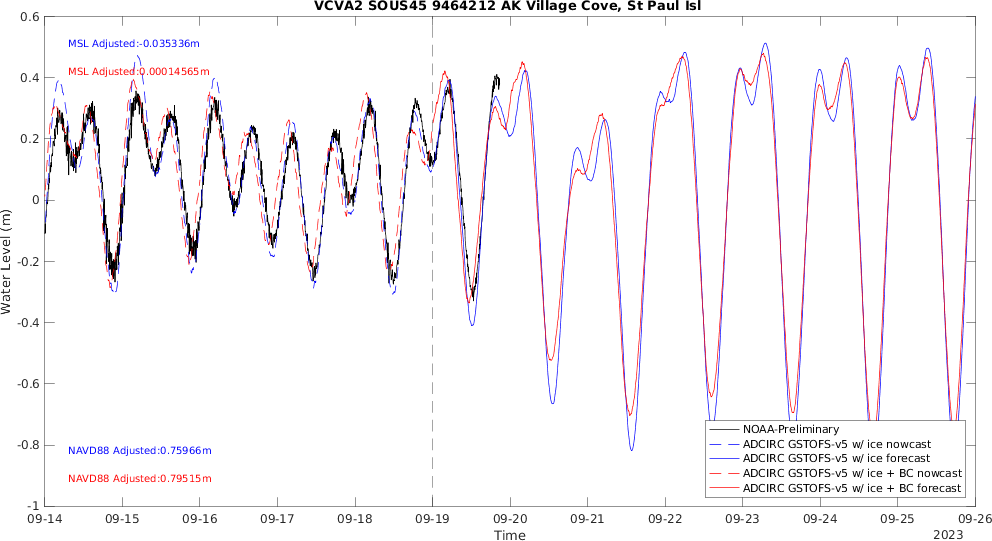 VCVA2 SOUS45 9464212 AK Village Cove, St Paul Isl
0.6
MSL Adjusted:-0.035336m
MSL Adjusted:0.00014565m
0.4
0.2
0
-0.2
-0.4
-0.6
-0.8
-1
Water Level (m)
NAVD88 Adjusted:0.75966m
NAVD88 Adjusted:0.79515m
NOAA-Preliminary
ADCIRC GSTOFS-v5 w/ ice nowcast
ADCIRC GSTOFS-v5 w/ ice forecast
ADCIRC GSTOFS-v5 w/ ice + BC nowcast
ADCIRC GSTOFS-v5 w/ ice + BC forecast
09-14 09-15 09-16 09-17 09-18 09-19 09-20 09-21 09-22 09-23 09-24 09-25 09-26
Time
2023